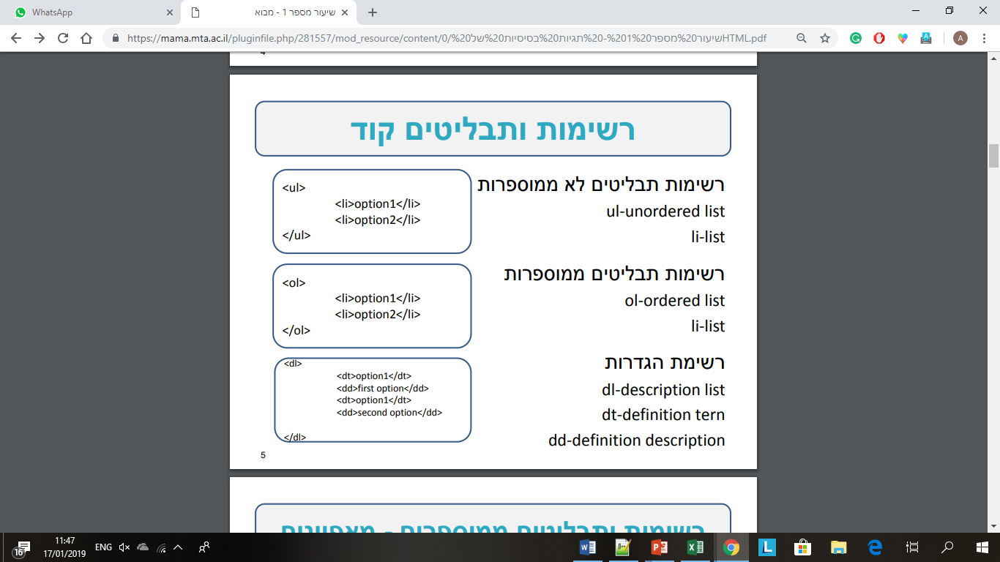 WhatsApp
שיעור מספר 1 - מבוא
https://mama.mta.ac.il/pluginfile.php/281557/mod_resource/content/0/%20שיעור%20מספר%201%20-%20תגיות%20בסיסיות%20של%20HTML.pdf
A
4
רשימות ותבליטים קוד
רשימות תבליטים לא ממוספרות
ul-unordered list
li-list
<ul>
<li>option1</li>
<li>option2</li>
</ul>
רשימות תבליטים ממוספרות
ol-ordered list
li-list
<ol>
<li>option1</li>
<li>option2</li>
</ol>
רשימת הגדרות
dl-description list
dt-definition tern
dd-definition description
<dl>
<dt>option1</dt>
<dd>first option</dd>
<dt>option1</dt>
<dd>second option</dd>
</dl>
5
רשימות ותבליטים ממוספרים - מאפיינים
16
11:47
17/01/2019
ENG